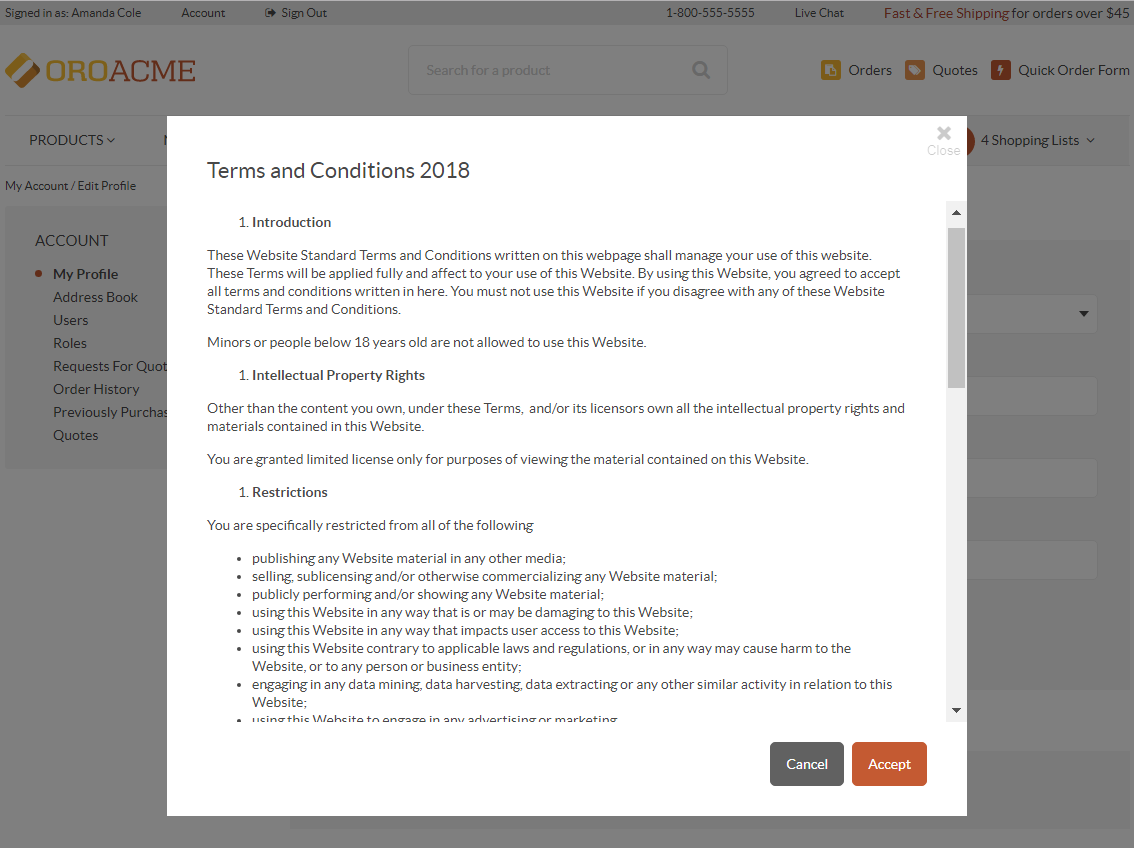 Signed in as: Amanda Cole Account Sign Out 1-800-555-5555 Live Chat Fast & Free Shipping for orders over $45
OROACME Search for a product Orders Quotes Quick Order Form
PRODUCTS 4 Shopping Lists
My Account / Edit Profile
ACCOUNT
My Profile
Address Book
Users
Roles
Requests For Quot
Order History
Previously Purchas
Quotes
Close
Terms and Conditions 2018
1. Introduction
These Website Standard Terms and Conditions written on this webpage shall manage your use of this website.
These Terms will be applied fully and affect to your use of this Website. By using this Website, you agreed to accept
all terms and conditions written in here. You must not use this Website if you disagree with any of these Website
Standard Terms and Conditions.
Minors or people below 18 years old are not allowed to use this Website.
1. Intellectual Property Rights
Other than the content you own, under these Terms, and/or its licensors own all the intellectual property rights and
materials contained in this Website.
You are granted limited license only for purposes of viewing the material contained on this Website.
1. Restrictions
You are specifically restricted from all of the following
• publishing any Website material in any other media;
• selling, sublicensing and/or otherwise commercializing any Website material;
• publicly performing and/or showing any Website material;
• using this Website in any way that is or may be damaging to this Website;
• using this Website in any way that impacts user access to this Website;
• using this Website contrary to applicable laws and regulations, or in any way may cause harm to the
Website, or to any person or business entity;
• engaging in any data mining, data harvesting, data extracting or any other similar activity in relation to this
Website;
• using this Website to engage in any advertising or marketing
Cancel Accept